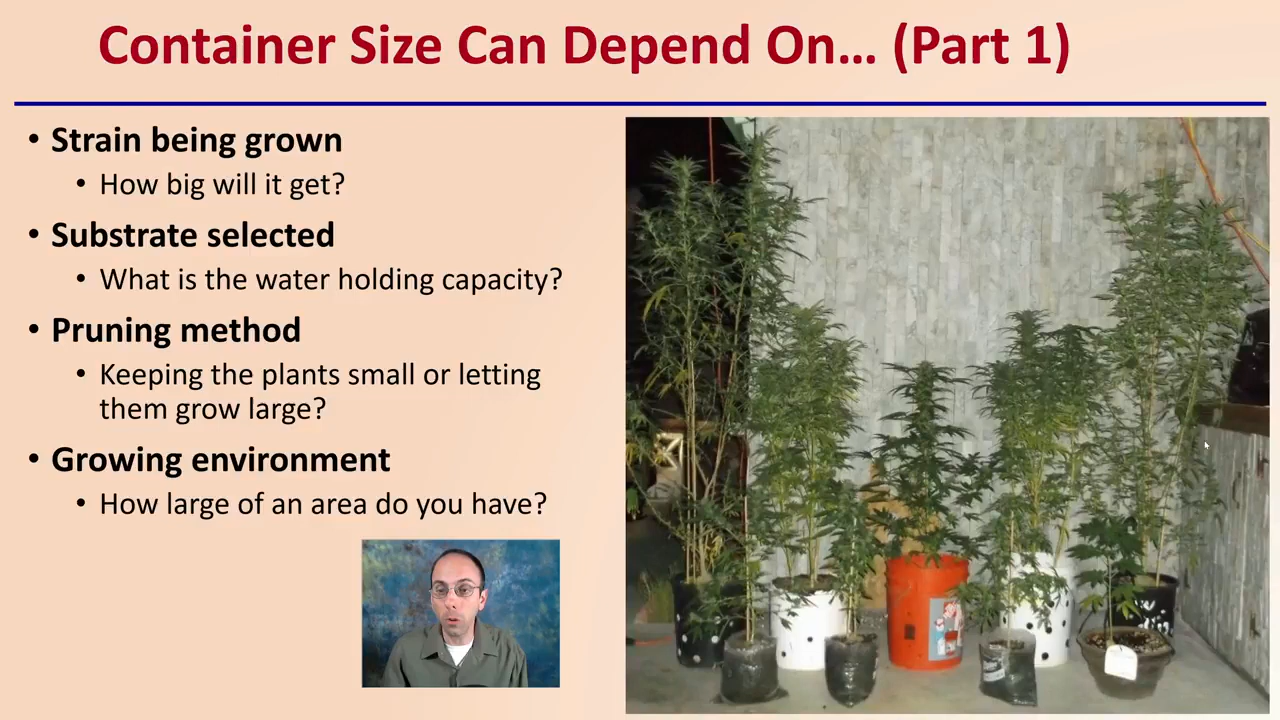 Container Size Can Depend On… (Part 1)
• Strain being grown
• How big will it get?
• Substrate selected
• What is the water holding capacity?
• Pruning method
• Keeping the plants small or letting
them grow large?
• Growing environment
• How large of an area do you have?